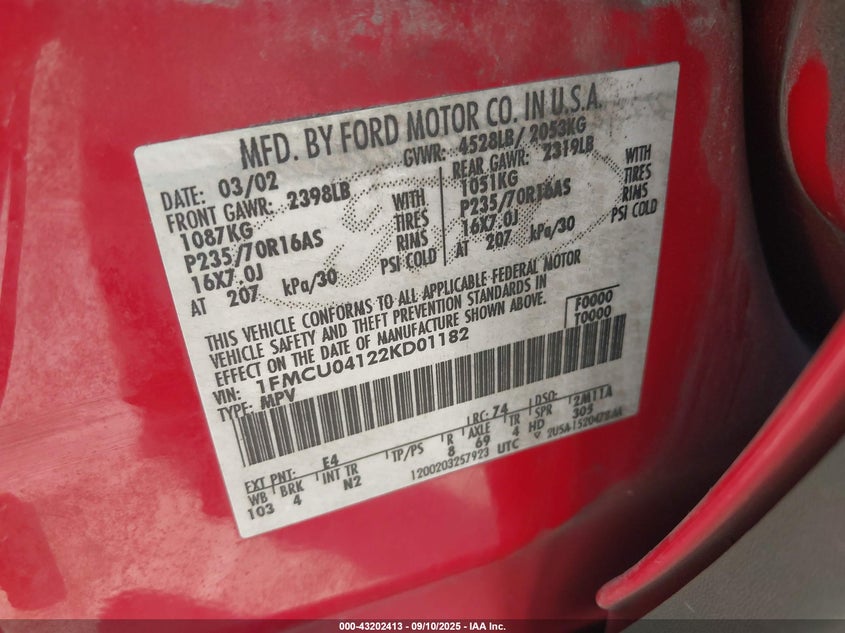 MFD. BY FORD MOTOR CO. IN U.S.A.
DATE: 03/02 GVWR: 4528LB/ 2053KG
FRONT GAWR: 2398LB REAR GAWR: 2319LB
1087KG WITH 1051KG WITH
P235/70R16AS TIRES P235/70R16AS TIRES
16X7.0J RIMS 16X7.0J RIMS
AT 207 kPa/30 PSI COLD AT 207 kPa/30 PSI COLD
THIS VEHICLE CONFORMS TO ALL APPLICABLE FEDERAL MOTOR
VEHICLE SAFETY AND THEFT PREVENTION STANDARDS IN
EFFECT ON THE DATE OF MANUFACTURE SHOWN ABOVE.
VIN: 1FMCU04122KD01182 F0000
TYPE: MPV T0000
EXT PNT: E4 RC: 74 DSO:
WB BRK INT TR TP/PS R AXLE TR SPR 2M11A
103 4 N2 8 69 4 HD 305
1200203257923 UTC
000-43202413 - 09/10/2025 - IAA Inc.